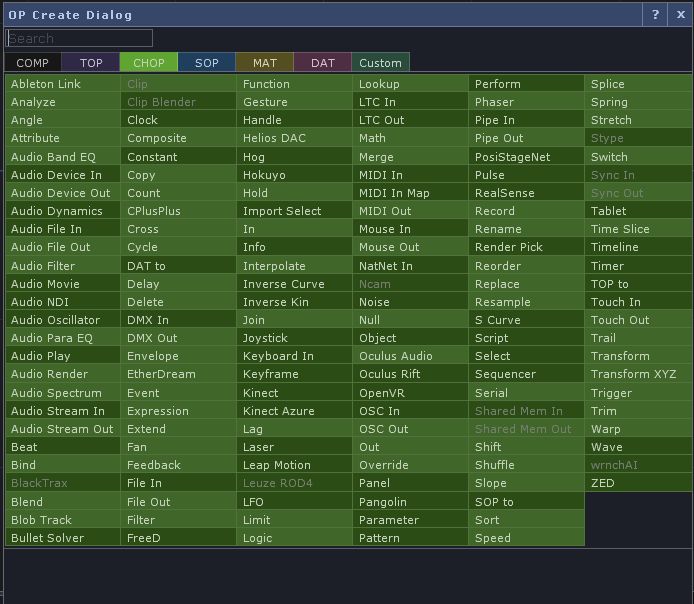 OP Create Dialog ? x
Search
COMP TOP CHOP SOP MAT DAT Custom
Ableton Link Clip Function Lookup Perform Splice
Analyze Clip Blender Gesture LTC In Phaser Spring
Angle Clock Handle LTC Out Pipe In Stretch
Attribute Composite Helios DAC Math Pipe Out Stype
Audio Band EQ Constant Hog Merge PosiStageNet Switch
Audio Device In Copy Hokuyo MIDI In Pulse Sync In
Audio Device Out Count Hold MIDI In Map RealSense Sync Out
Audio Dynamics CPlusPlus Import Select MIDI Out Record Tablet
Audio File In Cross In Mouse In Rename Time Slice
Audio File Out Cycle Info Mouse Out Render Pick Timeline
Audio Filter DAT to Interpolate NatNet In Reorder Timer
Audio Movie Delay Inverse Curve Ncam Replace TOP to
Audio NDI Delete Inverse Kin Noise Resample Touch In
Audio Oscillator DMX In Join Null S Curve Touch Out
Audio Para EQ DMX Out Joystick Object Script Trail
Audio Play Envelope Keyboard In Oculus Audio Select Transform
Audio Render EtherDream Keyframe Oculus Rift Sequencer Transform XYZ
Audio Spectrum Event Kinect OpenVR Serial Trigger
Audio Stream In Expression Kinect Azure OSC In Shared Mem In Trim
Audio Stream Out Extend Lag OSC Out Shared Mem Out Warp
Beat Fan Laser Out Shift Wave
Bind Feedback Leap Motion Override Shuffle wrnchAI
BlackTrax File In Leuze ROD4 Panel Slope ZED
Blend File Out LFO Pangolin SOP to
Blob Track Filter Limit Parameter Sort
Bullet Solver FreeD Logic Pattern Speed